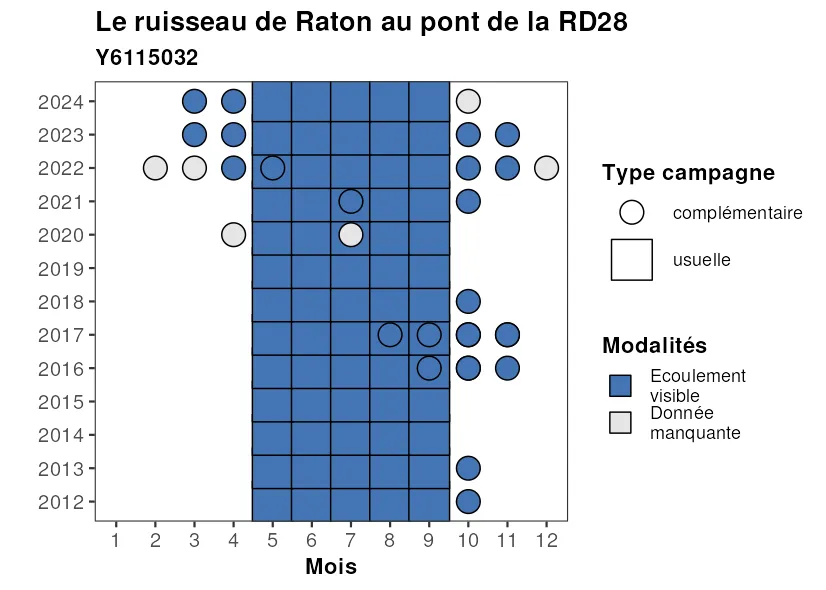 Le ruisseau de Raton au pont de la RD28
Y6115032
2024
2023
2022
2021
2020
2019
2018
2017
2016
2015
2014
2013
2012
1 2 3 4 5 6 7 8 9 10 11 12
Mois
Type campagne
complémentaire
usuelle
Modalités
Ecoulement
visible
Donnée
manquante